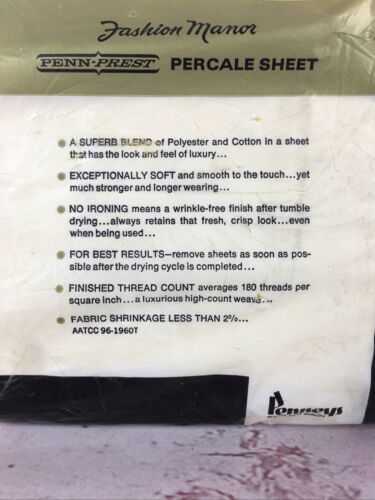 Fashion Manor
PENN-PREST PERCALE SHEET
A SUPERB BLEND of Polyester and Cotton in a sheet
that has the look and feel of luxury...
EXCEPTIONALLY SOFT and smooth to the touch...yet
much stronger and longer wearing...
NO IRONING means a wrinkle-free finish after tumble
drying...always retains that fresh, crisp look...even
when being used...
FOR BEST RESULTS—remove sheets as soon as pos-
sible after the drying cycle is completed...
FINISHED THREAD COUNT averages 180 threads per
square inch...a luxurious high-count weave...
FABRIC SHRINKAGE LESS THAN 2%...
AATCC 96-1960T
Penneys